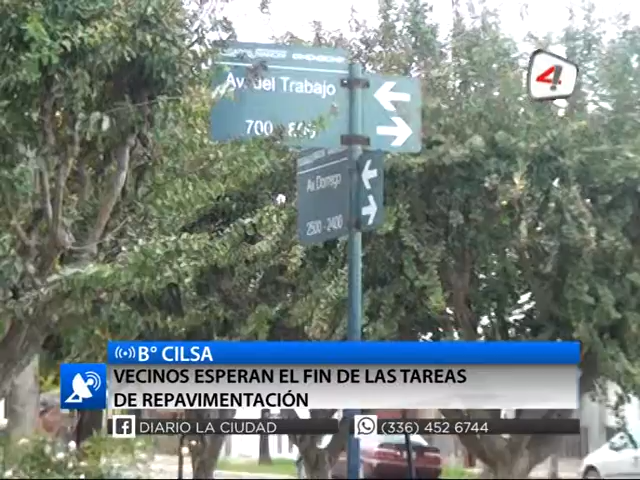 4
Av. del Trabajo
700 - 800
Av Dorrego
2500 - 2400
B° CILSA
VECINOS ESPERAN EL FIN DE LAS TAREAS
DE REPAVIMENTACIÓN
DIARIO LA CIUDAD
(336) 452 6744